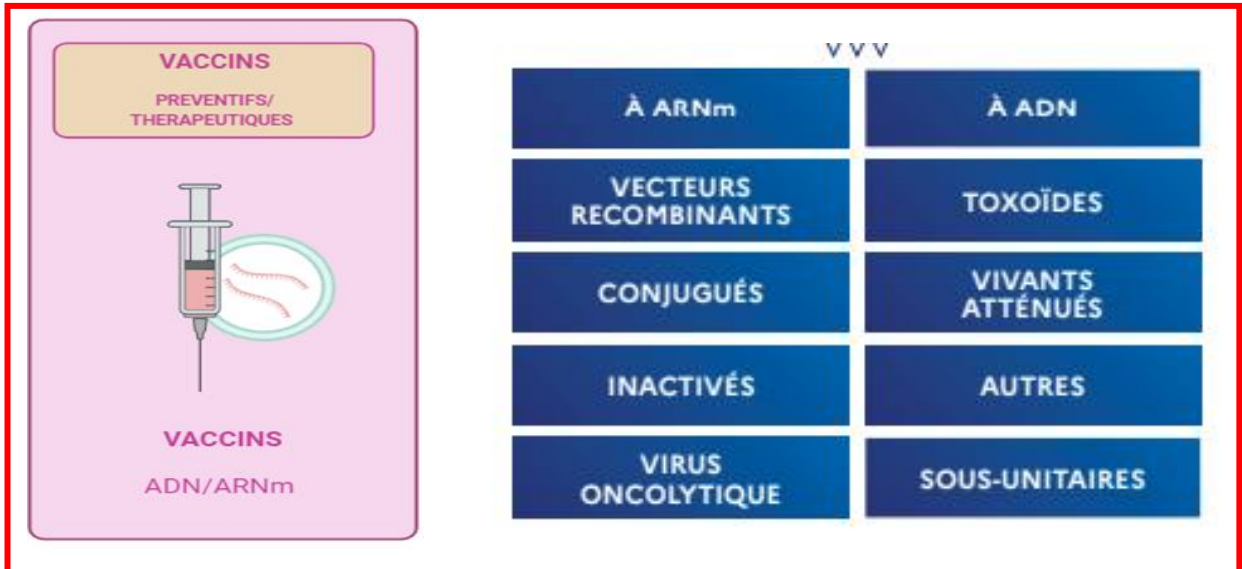 VACCINS
PREVENTIFS/
THERAPEUTIQUES
VACCINS
ADN/ARNm
À ARNm
À ADN
VECTEURS
RECOMBINANTS
TOXOÏDES
CONJUGUÉS
VIVANTS
ATTÉNUÉS
INACTIVÉS
AUTRES
VIRUS
ONCOLYTIQUE
SOUS-UNITAIRES